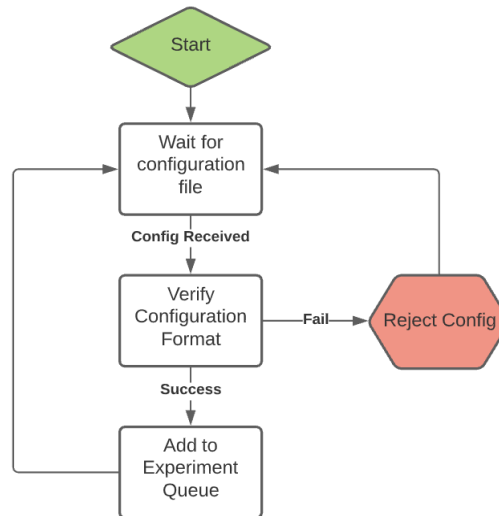 Start
Wait for
configuration
file
Config Received
Verify
Configuration
Format
Fail
Reject Config
Success
Add to
Experiment
Queue